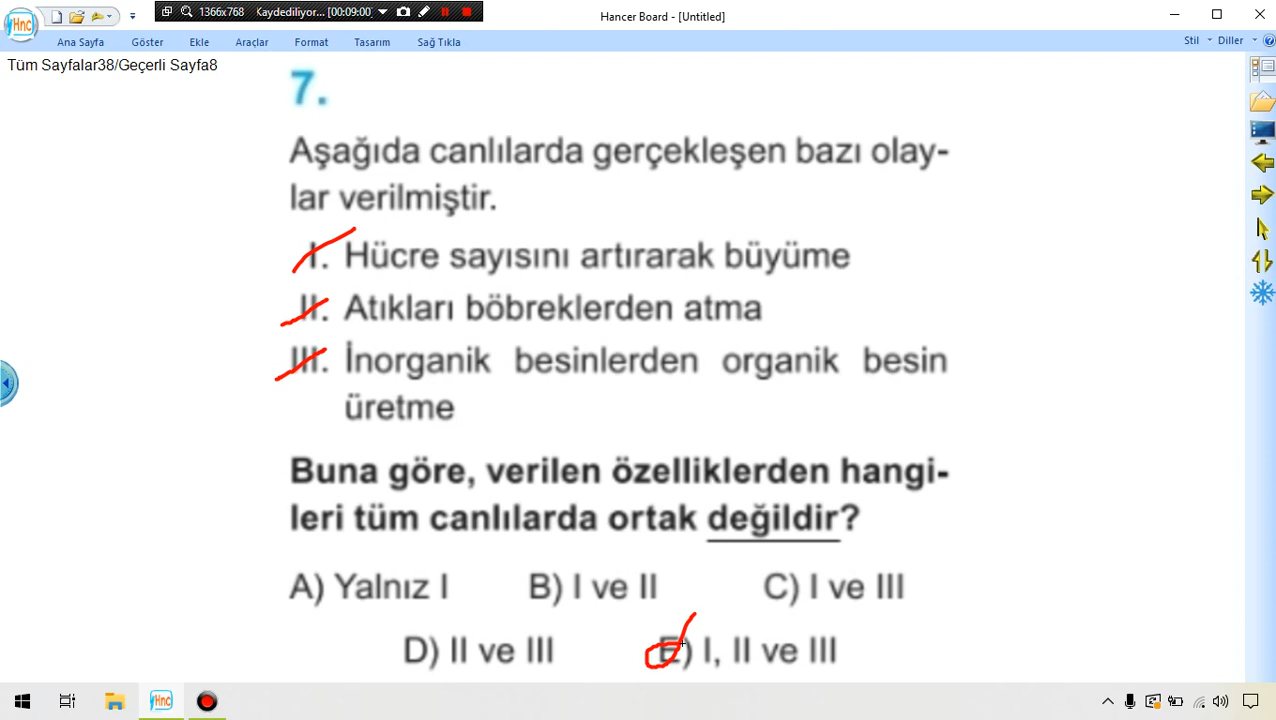 1366x768 Kaydediliyor... [00:09:00]
Hancer Board - [Untitled]
Hnc
Ana Sayfa Göster Ekle Araçlar Format Tasarım Sağ Tıkla
Stil Diller
Tüm Sayfalar38/Geçerli Sayfa8
7.
Aşağıda canlılarda gerçekleşen bazı olay-
lar verilmiştir.
I. Hücre sayısını artırarak büyüme
II. Atıkları böbreklerden atma
III. İnorganik besinlerden organik besin
üretme
Buna göre, verilen özelliklerden hangi-
leri tüm canlılarda ortak değildir?
A) Yalnız I B) I ve II C) I ve III
D) II ve III E) I, II ve III
Hnc